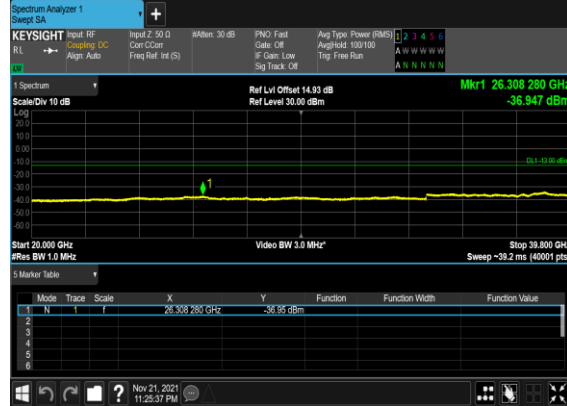 Spectrum Analyzer 1
Swept SA
+
KEYSIGHT Input: RF Input Z: 50 Ω #Atten: 30 dB PNO: Fast Avg Type: Power (RMS) 1 2 3 4 5 6
RL Coupling: DC Corr CCorr Gate: Off Avg|Hold: 100/100 A W W W W W
Align: Auto Freq Ref: Int (S) IF Gain: Low Trig: Free Run
Sig Track: Off A N N N N N
1 Spectrum Ref Lvl Offset 14.93 dB Mkr1 26.308 280 GHz
Scale/Div 10 dB Ref Level 30.00 dBm -36.947 dBm
Log
20.0
10.0
0.00
-10.0 DL1 -13.00 dBm
-20.0
-30.0 1
-40.0
-50.0
-60.0
Start 20.000 GHz Video BW 3.0 MHz* Stop 39.800 GHz
#Res BW 1.0 MHz Sweep ~39.2 ms (40001 pts)
5 Marker Table
Mode Trace Scale X Y Function Function Width Function Value
1 N 1 f 26.308 280 GHz -36.95 dBm
2
3
4
5
6
? Nov 21, 2021
11:25:37 PM